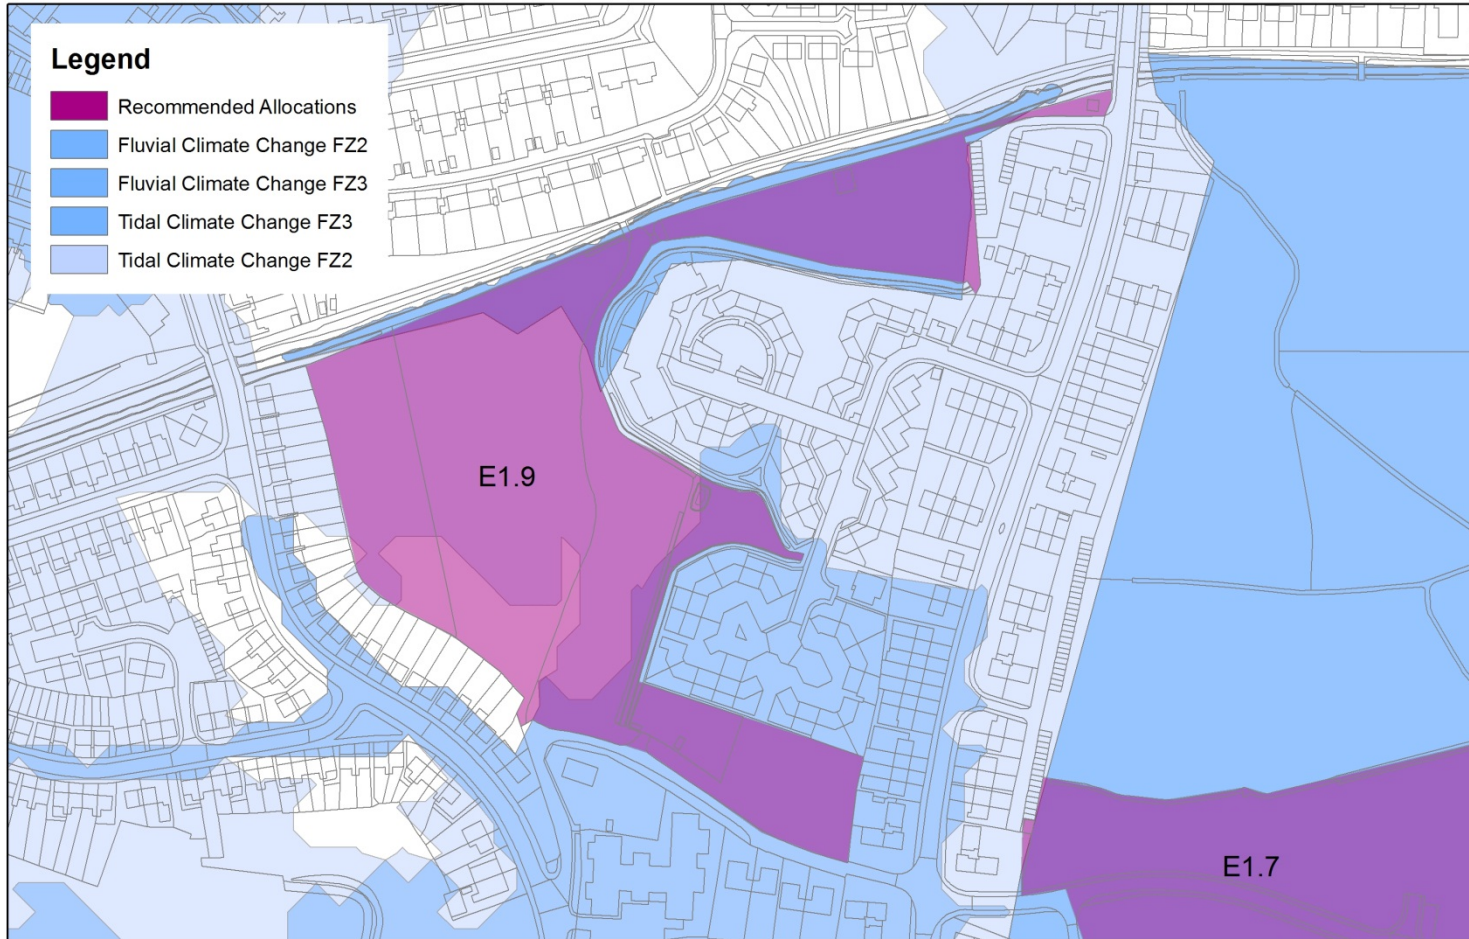 Legend
Recommended Allocations
Fluvial Climate Change FZ2
Fluvial Climate Change FZ3
Tidal Climate Change FZ3
Tidal Climate Change FZ2
E1.9
E1.7